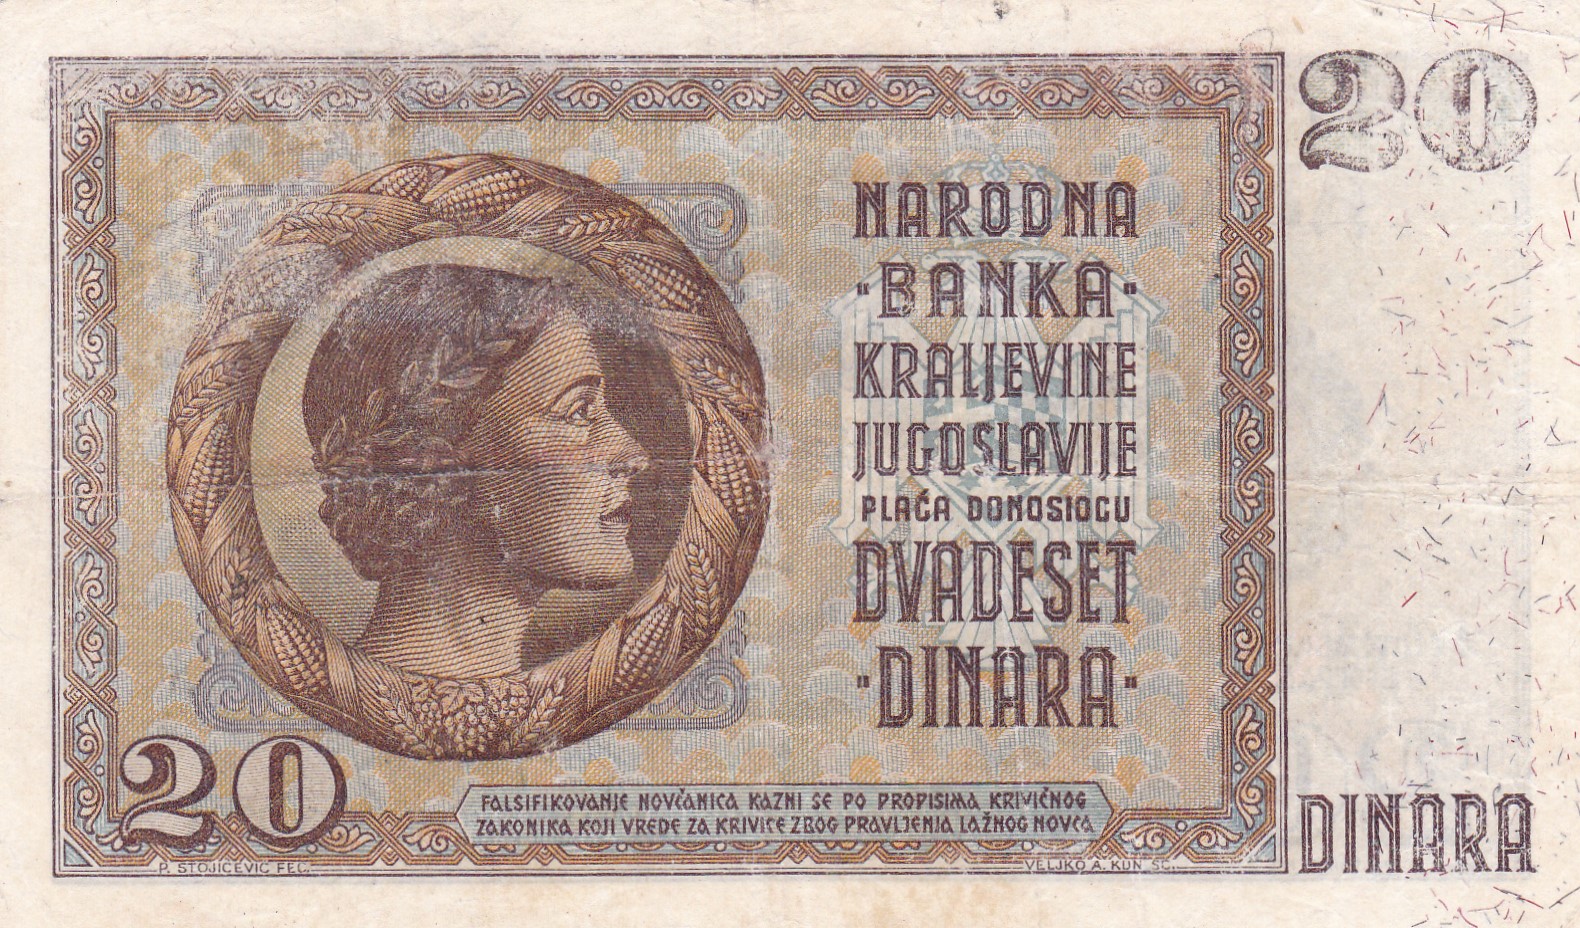 20
NARODNA
BANKA
KRALJEVINE
JUGOSLAVIJE
PLAĆA DONOSIOCU
DVADESET
DINARA
20
FALSIFIKOVANJE NOVČANICA KAZNI SE PO PROPISIMA KRIVIČNOG
ZAKONIKA KOJI VREDE ZA KRIVICE ZBOG PRAVLJENJA LAŽNOG NOVCA
DINARA
P. STOJIĆEVIĆ FEC.
VELJKO A. KUN. SC.